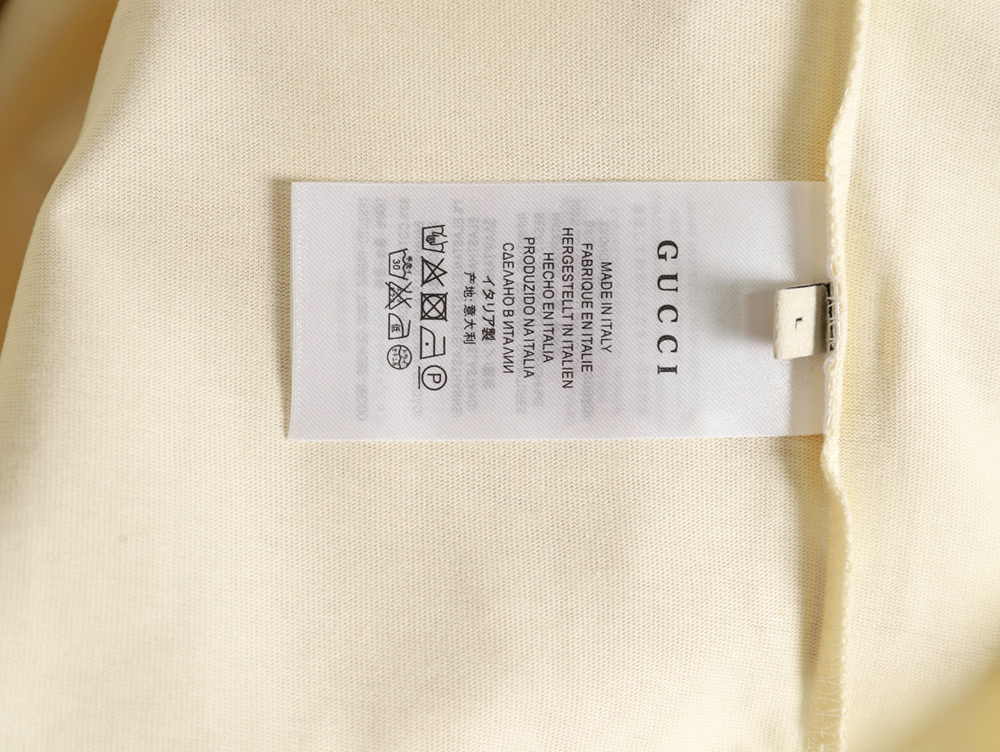 GUCCI
MADE IN ITALY
FABRIQUE EN ITALIE
HERGESTELLT IN ITALIEN
HECHO EN ITALIA
PRODUZIDO NA ITALIA
СДЕЛАНО В ИТАЛИИ
イタリア製
产地:意大利
P
30
L